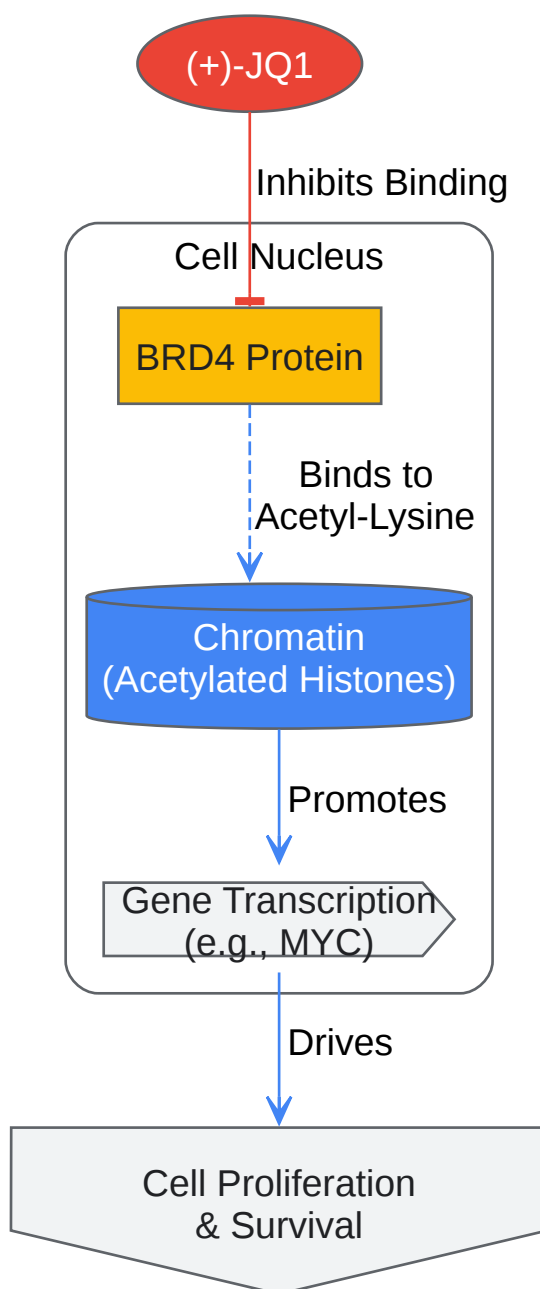 (+)-JQ1
Inhibits Binding
Cell Nucleus
BRD4 Protein
Binds to
Acetyl-Lysine
Chromatin
(Acetylated Histones)
Promotes
Gene Transcription
(e.g., MYC)
Drives
Cell Proliferation
& Survival